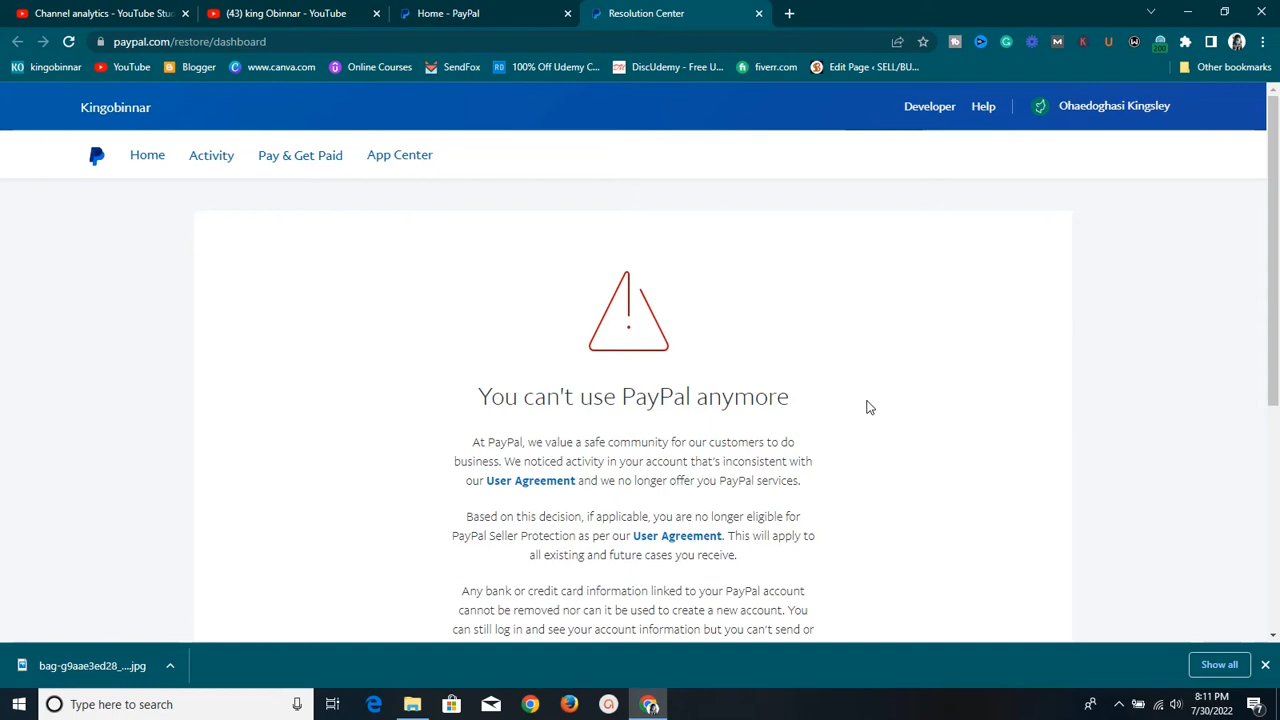 Channel analytics - YouTube Stu
(43) king Obinnar - YouTube
Home - PayPal
Resolution Center
paypal.com/restore/dashboard
kingobinnar
YouTube
Blogger
www.canva.com
Online Courses
SendFox
100% Off Udemy C...
DiscUdemy - Free U...
fiverr.com
Edit Page ‹ SELL/BU...
Other bookmarks
Kingobinnar
Developer
Help
Ohaedoghasi Kingsley
Home
Activity
Pay & Get Paid
App Center
You can't use PayPal anymore
At PayPal, we value a safe community for our customers to do
business. We noticed activity in your account that's inconsistent with
our User Agreement and we no longer offer you PayPal services.
Based on this decision, if applicable, you are no longer eligible for
PayPal Seller Protection as per our User Agreement. This will apply to
all existing and future cases you receive.
Any bank or credit card information linked to your PayPal account
cannot be removed nor can it be used to create a new account. You
can still log in and see your account information but you can't send or
bag-g9aae3ed28_....jpg
Show all
Type here to search
8:11 PM
7/30/2022